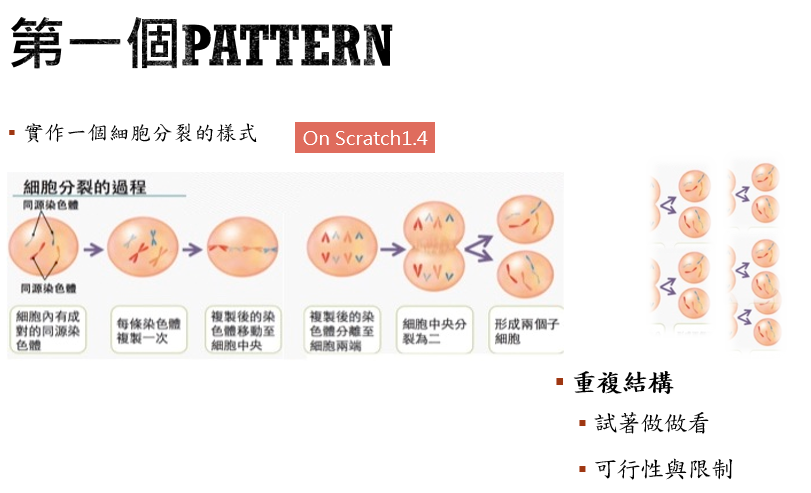 第一個PATTERN
▪ 實作一個細胞分裂的樣式
On Scratch1.4
細胞分裂的過程
同源染色體
同源染色體
細胞內有成
對的同源染
色體
每條染色體
複製一次
複製後的染
色體移動至
細胞中央
複製後的染
色體分離至
細胞兩端
細胞中央分
裂為二
形成兩個子
細胞
▪ 重複結構
▪ 試著做做看
▪ 可行性與限制